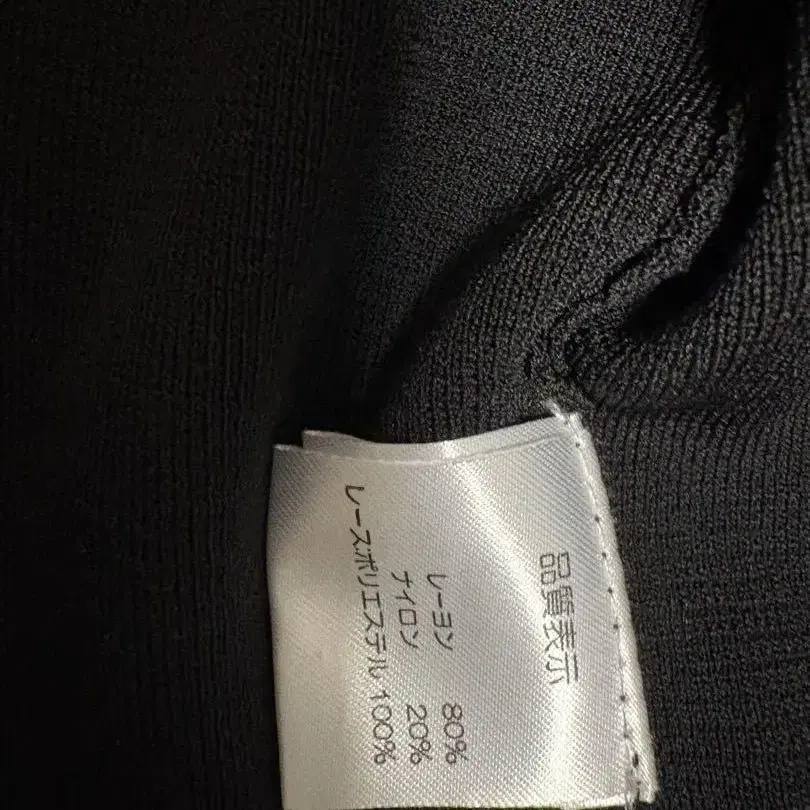 品質表示
レーヨン 80%
ナイロン 20%
レースポリエステル 100%